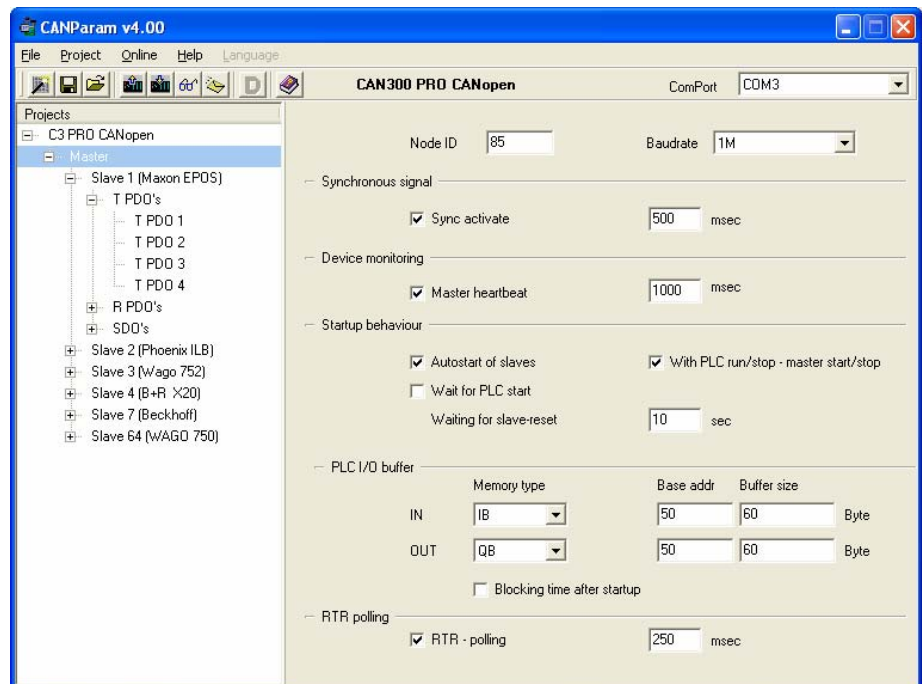 CANParam v4.00
File Project Online Help Language
CAN300 PRO CANopen ComPort COM3
Projects
C3 PRO CANopen
Master
Slave 1 (Maxon EPOS)
T PDO's
T PDO 1
T PDO 2
T PDO 3
T PDO 4
R PDO's
SDO's
Slave 2 (Phoenix ILB)
Slave 3 (Wago 752)
Slave 4 (B+R X20)
Slave 7 (Beckhoff)
Slave 64 (WAGO 750)
Node ID 85 Baudrate 1M
Synchronous signal
Sync activate 500 msec
Device monitoring
Master heartbeat 1000 msec
Startup behaviour
Autostart of slaves With PLC run/stop - master start/stop
Wait for PLC start
Waiting for slave-reset 10 sec
PLC I/O buffer
Memory type Base addr Buffer size
IN IB 50 60 Byte
OUT QB 50 60 Byte
Blocking time after startup
RTR polling
RTR - polling 250 msec